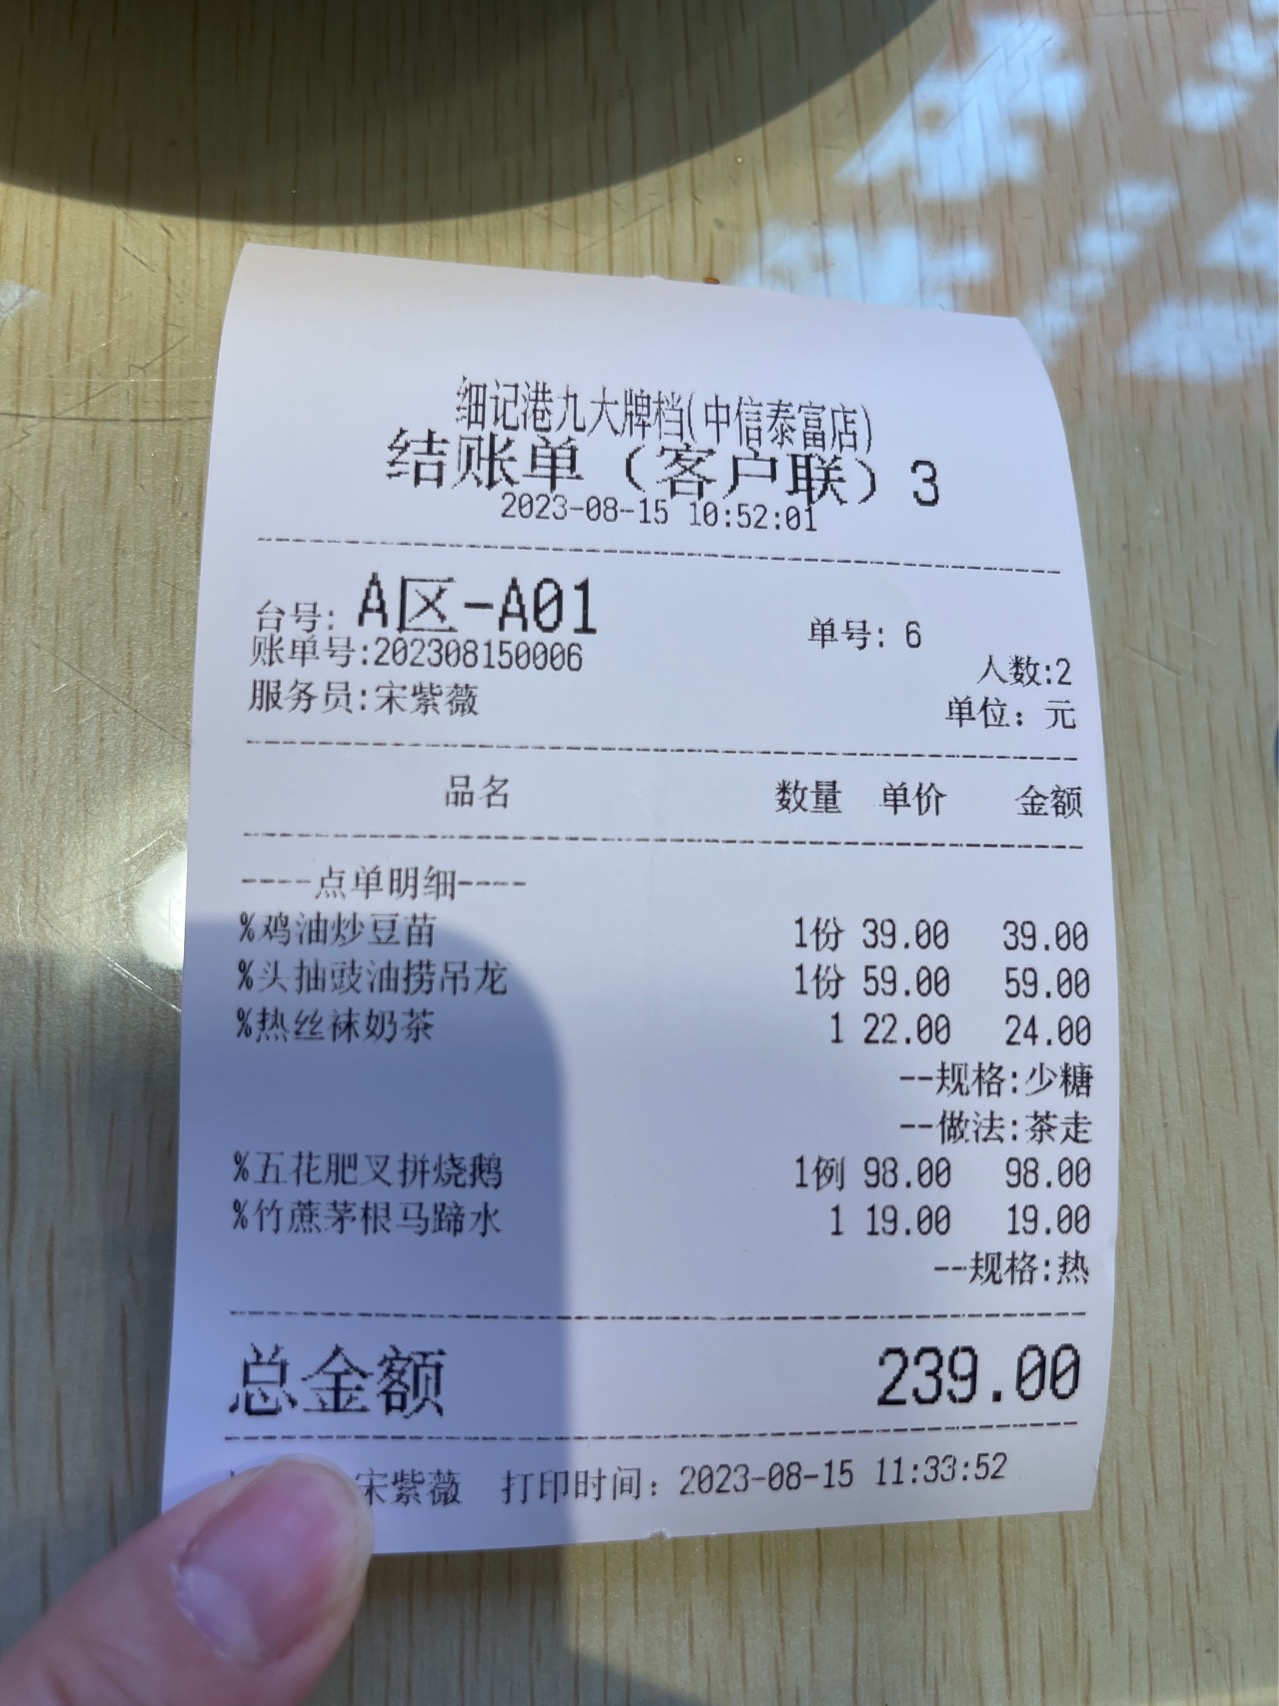 细记港九大牌档(中信泰富店)
结账单（客户联）3
2023-08-15 10:52:01
台号: A区-A01 单号: 6
账单号:202308150006 人数:2
服务员:宋紫薇 单位: 元
品名 数量 单价 金额
----点单明细----
%鸡油炒豆苗 1份 39.00 39.00
%头抽豉油捞吊龙 1份 59.00 59.00
%热丝袜奶茶 1 22.00 24.00
--规格:少糖
--做法:茶走
%五花肥叉拼烧鹅 1例 98.00 98.00
%竹蔗茅根马蹄水 1 19.00 19.00
--规格:热
总金额 239.00
宋紫薇 打印时间: 2023-08-15 11:33:52